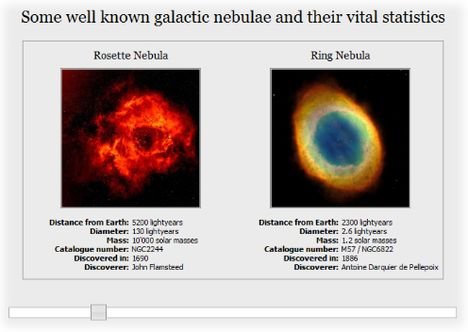 Some well known galactic nebulae and their vital statistics
Rosette Nebula
Ring Nebula
Distance from Earth: 5200 lightyears
Diameter: 130 lightyears
Mass: 10'000 solar masses
Catalogue number: NGC2244
Discovered in: 1690
Discoverer: John Flamsteed
Distance from Earth: 2300 lightyears
Diameter: 2.6 lightyears
Mass: 1.2 solar masses
Catalogue number: M57 / NGC6822
Discovered in: 1886
Discoverer: Antoine Darquier de Pellepoix